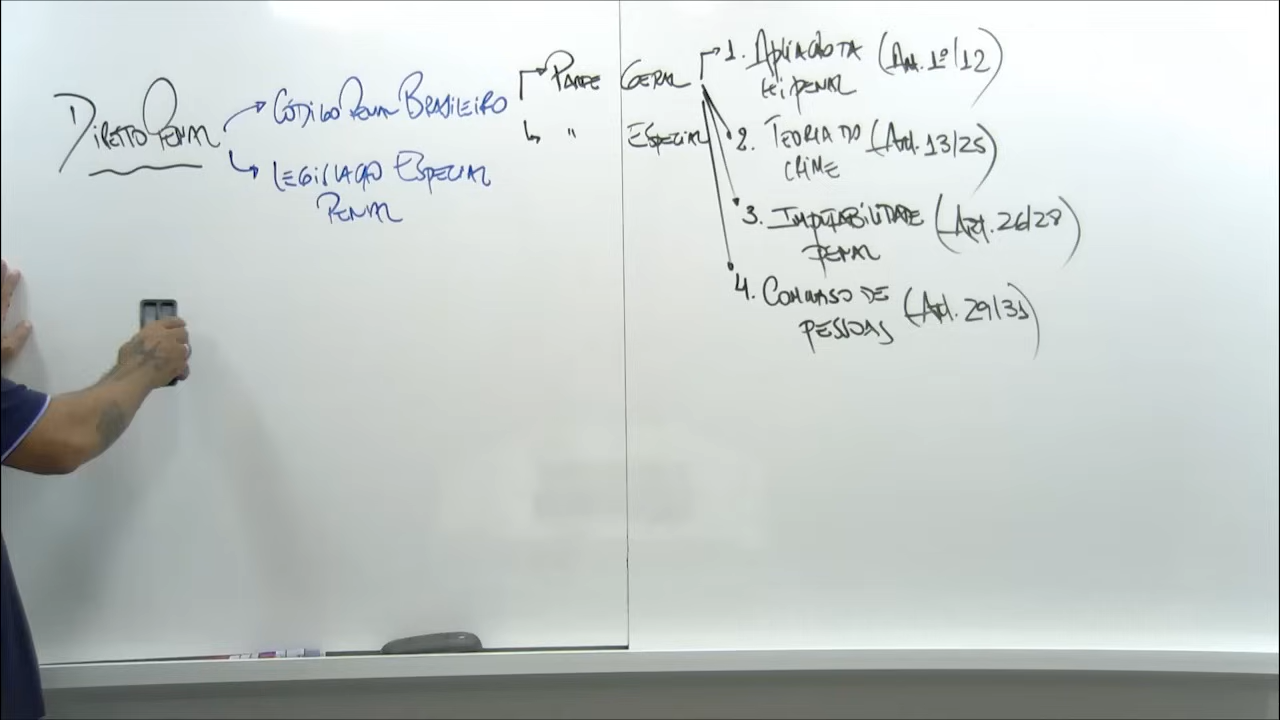 DIREITO PENAL
CÓDIGO PENAL BRASILEIRO
LEGISLAÇÃO ESPECIAL
PENAL
PARTE GERAL
" ESPECIAL
1. APLICAÇÃO DA (Art. 1º/12)
LEI PENAL
2. TEORIA DO (Art. 13/25)
CRIME
3. IMPUTABILIDADE (Art. 26/28)
PENAL
4. CONCURSO DE (Art. 29/31)
PESSOAS